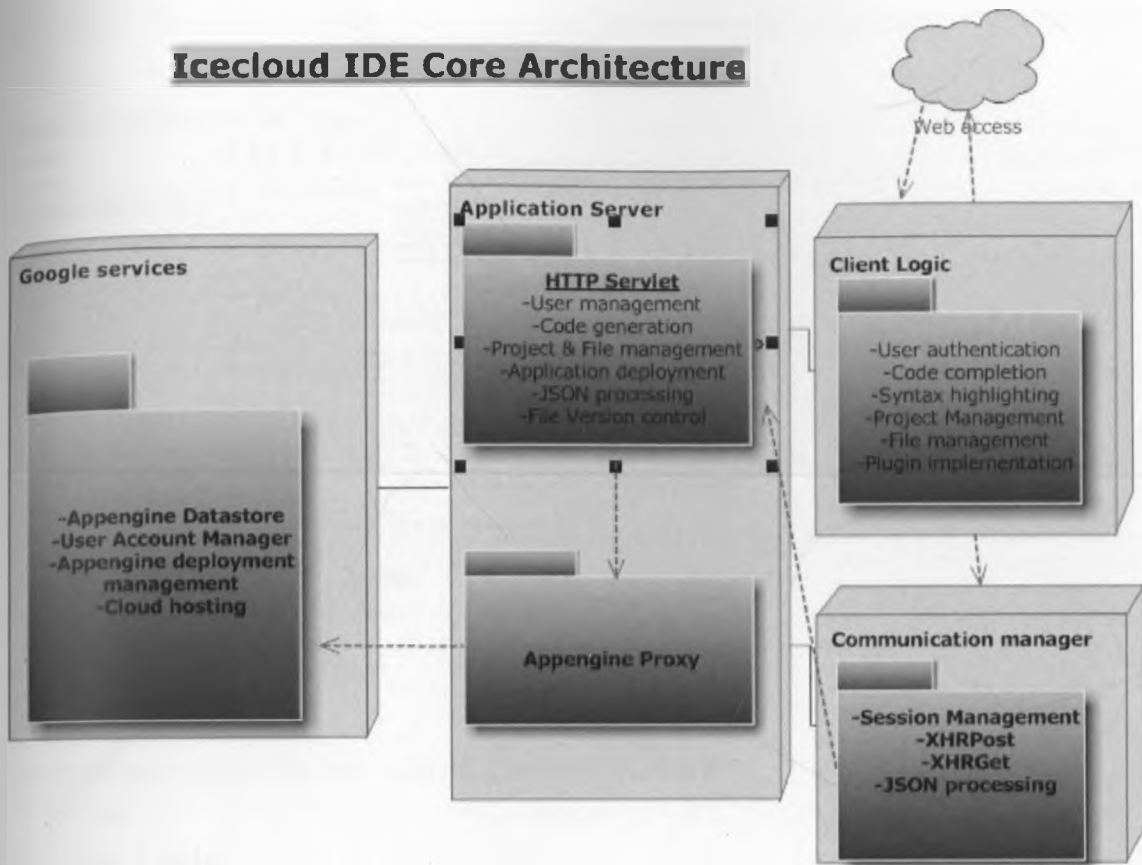 Icecloud IDE Core Architecture
Web access
Google services
-Appengine Datastore
-User Account Manager
-Appengine deployment
management
-Cloud hosting
Application Server
HTTP Servlet
-User management
-Code generation
-Project & File management
-Application deployment
-JSON processing
-File Version control
Appengine Proxy
Client Logic
-User authentication
-Code completion
-Syntax highlighting
-Project Management
-File management
-Plugin implementation
Communication manager
-Session Management
-XHRPost
-XHRGet
-JSON processing